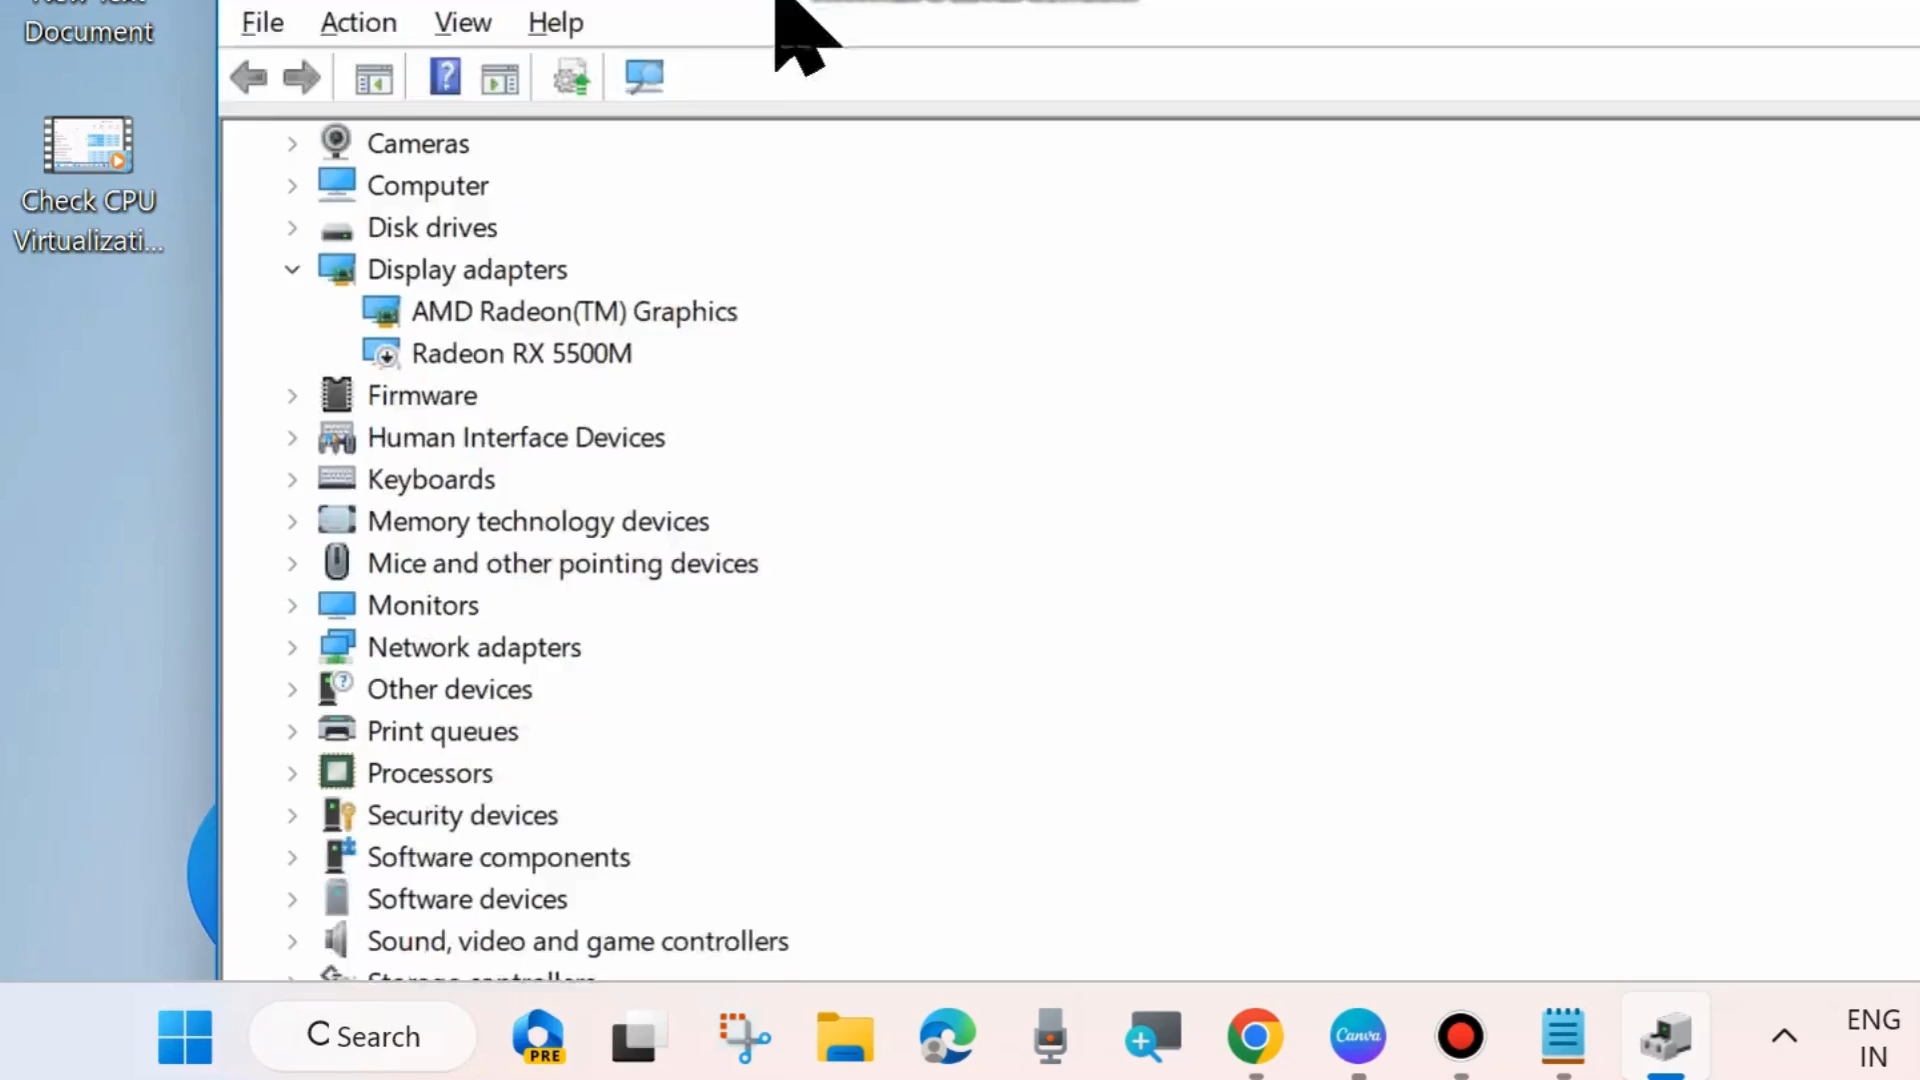 Document
Check CPU
Virtualizati...
File Action View Help
Cameras
Computer
Disk drives
Display adapters
AMD Radeon(TM) Graphics
Radeon RX 5500M
Firmware
Human Interface Devices
Keyboards
Memory technology devices
Mice and other pointing devices
Monitors
Network adapters
Other devices
Print queues
Processors
Security devices
Software components
Software devices
Sound, video and game controllers
Storage controllers
Search
PRE
Canva
ENG
IN